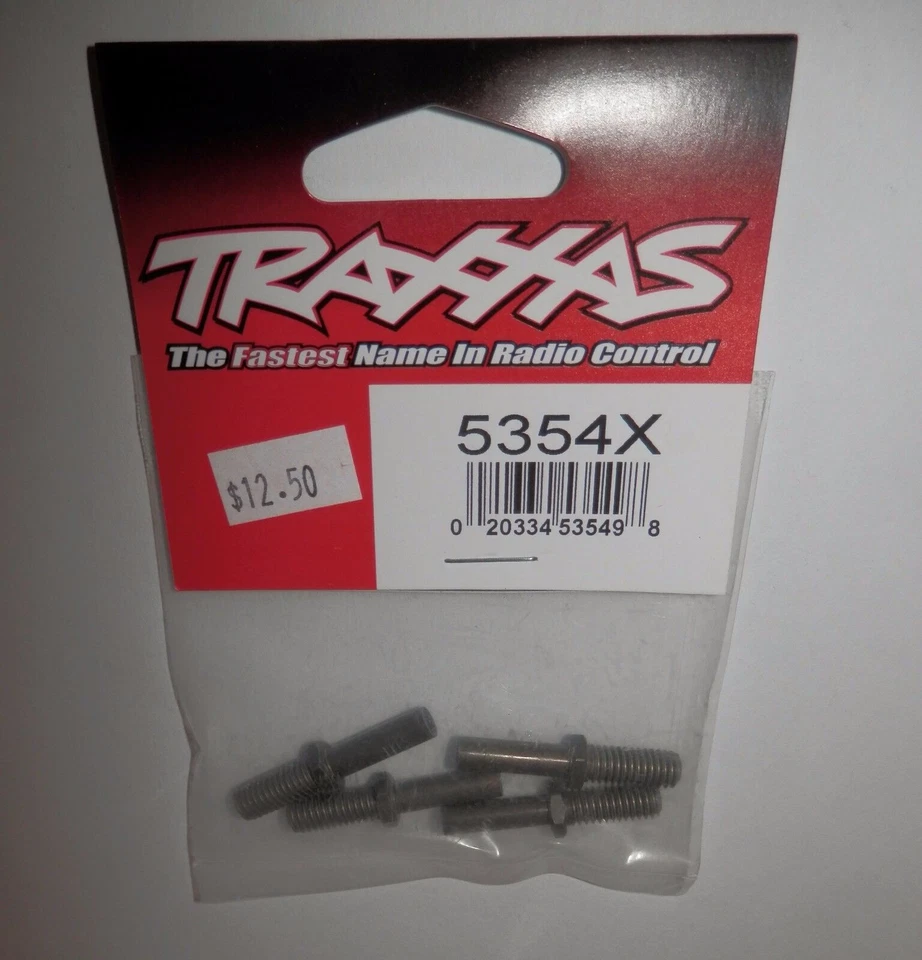 TRAXXAS
The Fastest Name In Radio Control
5354X
$12.50
0 20334 53549 8